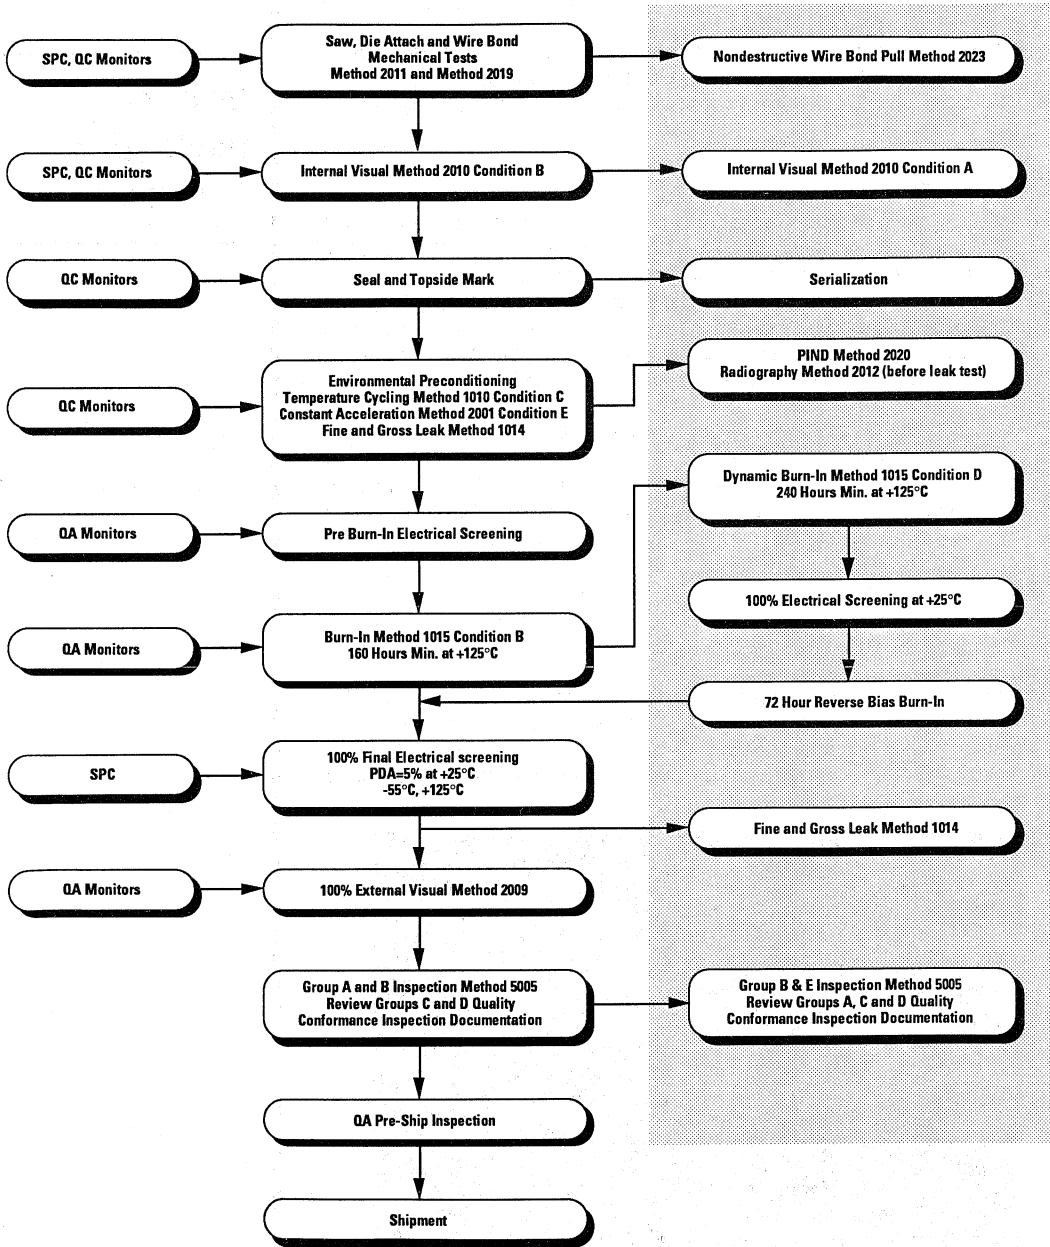 SPC, QC Monitors
Saw, Die Attach and Wire Bond
Mechanical Tests
Method 2011 and Method 2019
Nondestructive Wire Bond Pull Method 2023
SPC, QC Monitors
Internal Visual Method 2010 Condition B
Internal Visual Method 2010 Condition A
QC Monitors
Seal and Topside Mark
Serialization
QC Monitors
Environmental Preconditioning
Temperature Cycling Method 1010 Condition C
Constant Acceleration Method 2001 Condition E
Fine and Gross Leak Method 1014
PIND Method 2020
Radiography Method 2012 (before leak test)
QA Monitors
Pre Burn-In Electrical Screening
Dynamic Burn-In Method 1015 Condition D
240 Hours Min. at +125°C
100% Electrical Screening at +25°C
QA Monitors
Burn-In Method 1015 Condition B
160 Hours Min. at +125°C
72 Hour Reverse Bias Burn-In
SPC
100% Final Electrical screening
PDA=5% at +25°C
-55°C, +125°C
Fine and Gross Leak Method 1014
QA Monitors
100% External Visual Method 2009
Group A and B Inspection Method 5005
Review Groups C and D Quality
Conformance Inspection Documentation
Group B & E Inspection Method 5005
Review Groups A, C and D Quality
Conformance Inspection Documentation
QA Pre-Ship Inspection
Shipment